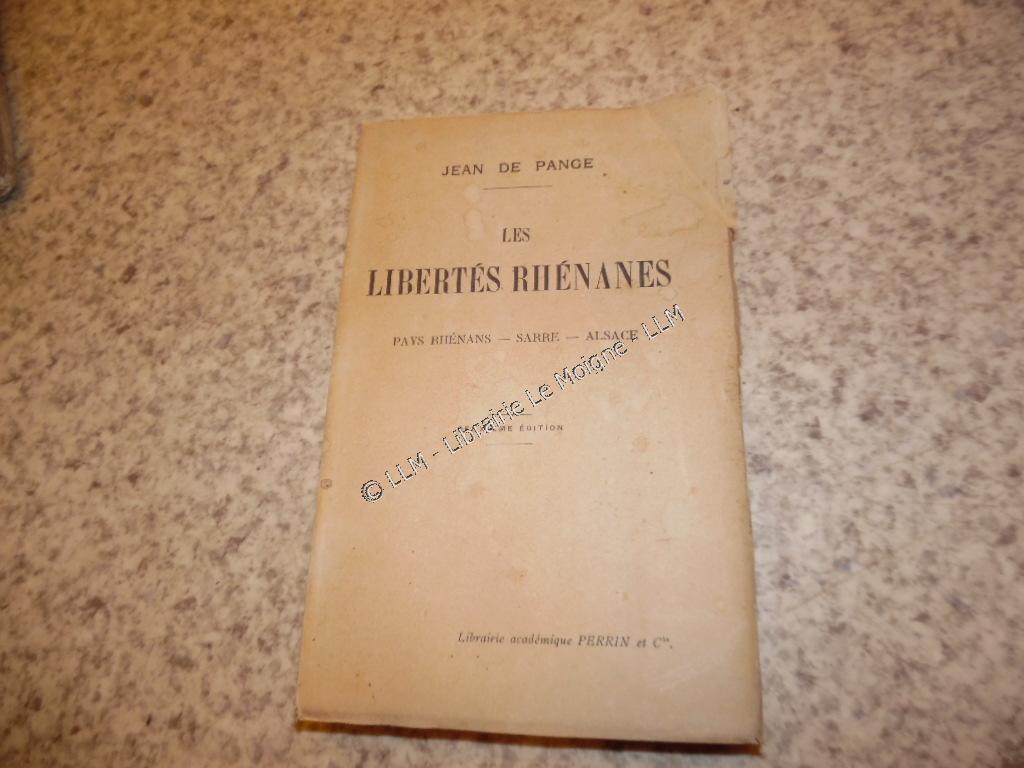 JEAN DE PANGE
LES
LIBERTÉS RHÉNANES
PAYS RHÉNANS — SARRE — ALSACE
ÉDITION
© LLM - Librairie Le Moigne - LLM
Librairie académique PERRIN et Cie.